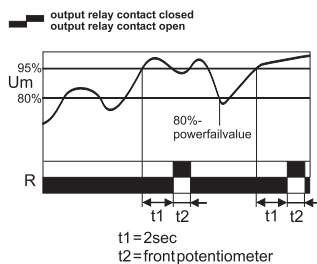 output relay contact closed
output relay contact open
95%
Um
80%
80%-
powerfailvalue
R
t1 t2 t1 t2
t1=2sec
t2=frontpotentiometer